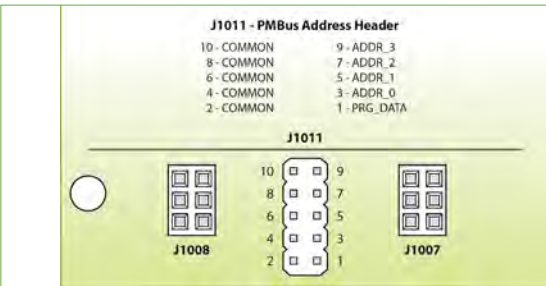 J1011 - PMBus Address Header
10 - COMMON 9 - ADDR_3
8 - COMMON 7 - ADDR_2
6 - COMMON 5 - ADDR_1
4 - COMMON 3 - ADDR_0
2 - COMMON 1 - PRG_DATA
J1011
10 9
8 7
6 5
4 3
2 1
J1008 J1007